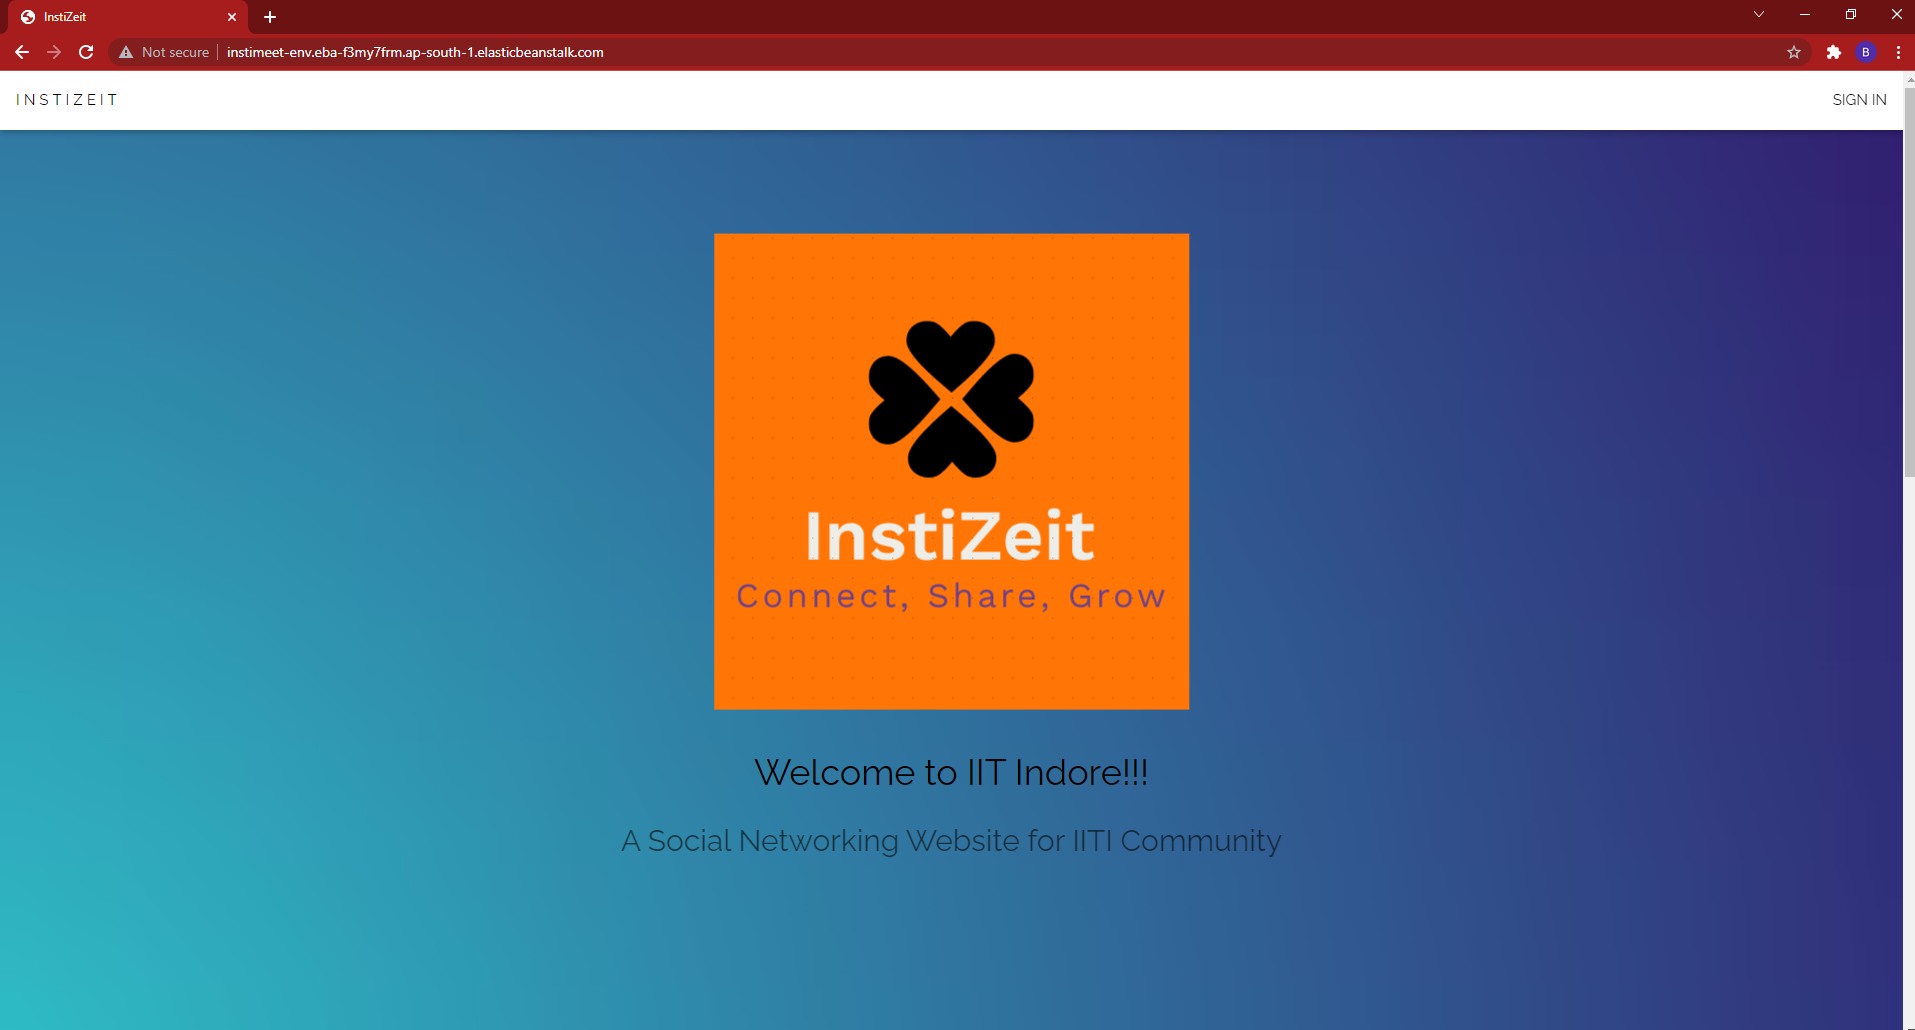 InstiZeit
Not secure
instimeet-env.eba-f3my7frm.ap-south-1.elasticbeanstalk.com
B
INSTIZEIT
SIGN IN
InstiZeit
Connect, Share, Grow
Welcome to IIT Indore!!!
A Social Networking Website for IITI Community